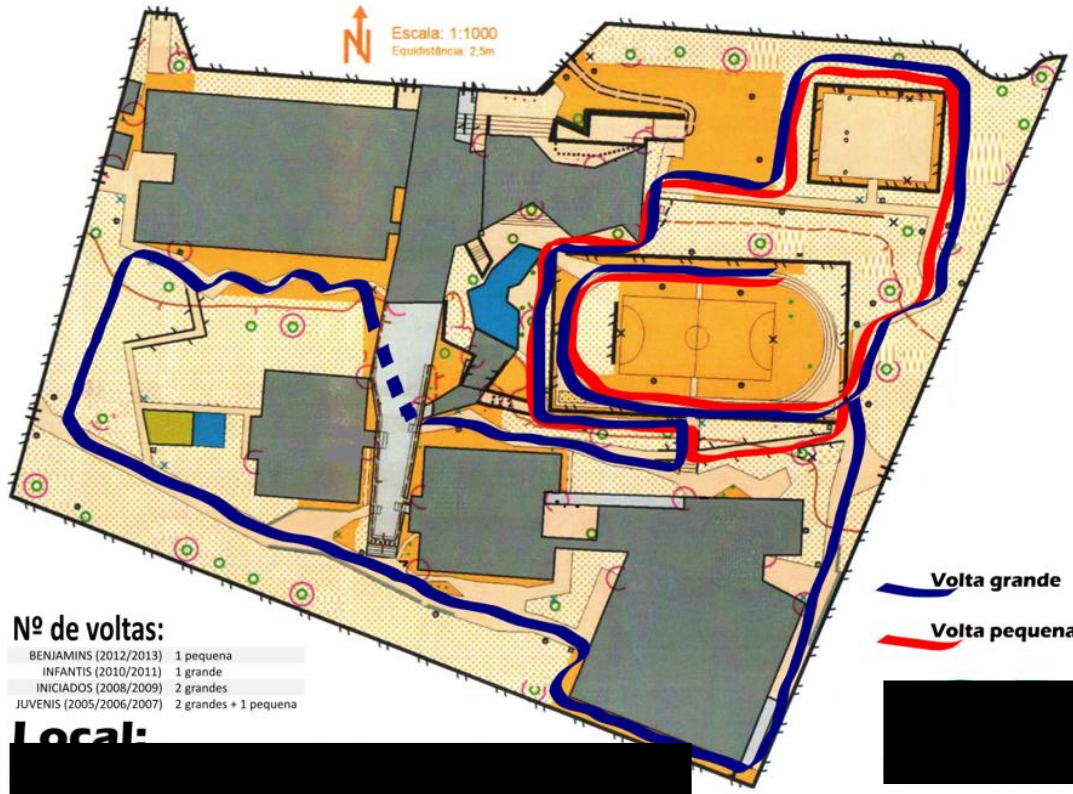 N
Escala: 1:1000
Equidistância: 2,5m
Volta grande
Volta pequena
Nº de voltas:
BENJAMINS (2012/2013) 1 pequena
INFANTIS (2010/2011) 1 grande
INICIADOS (2008/2009) 2 grandes
JUVENIS (2005/2006/2007) 2 grandes + 1 pequena
Local: